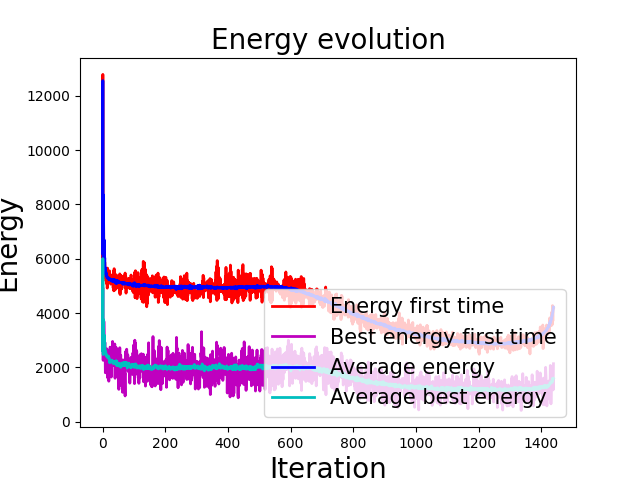 Energy evolution
Energy
12000
10000
8000
6000
4000
2000
0
Energy first time
Best energy first time
Average energy
Average best energy
0 200 400 600 800 1000 1200 1400
Iteration